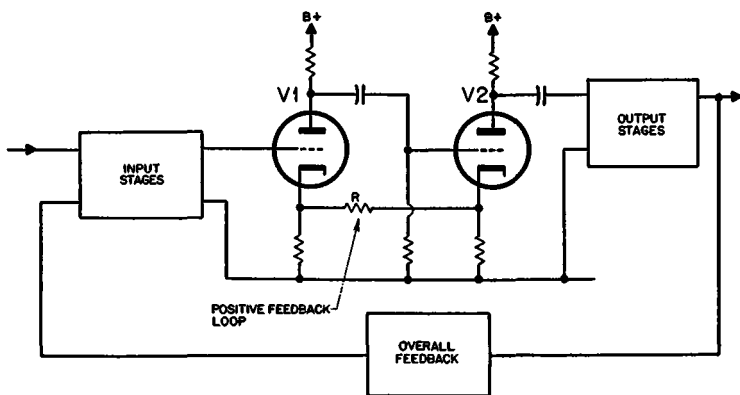 B+
B+
V1
V2
INPUT
STAGES
OUTPUT
STAGES
R
POSITIVE FEEDBACK
LOOP
OVERALL
FEEDBACK